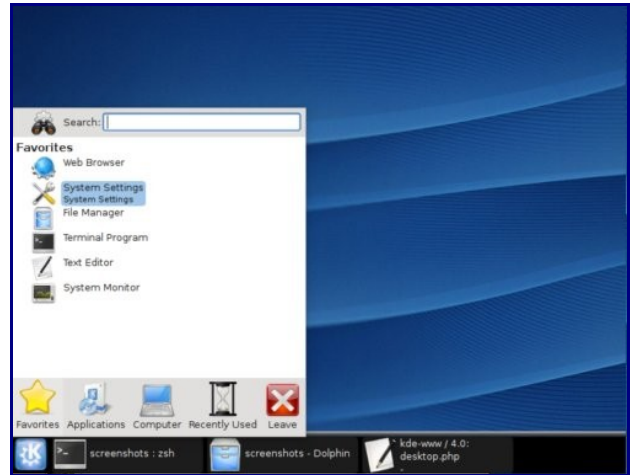 Search:
Favorites
Web Browser
System Settings
System Settings
File Manager
Terminal Program
Text Editor
System Monitor
Favorites Applications Computer Recently Used Leave
screenshots : zsh
screenshots - Dolphin
kde-www / 4.0:
desktop.php